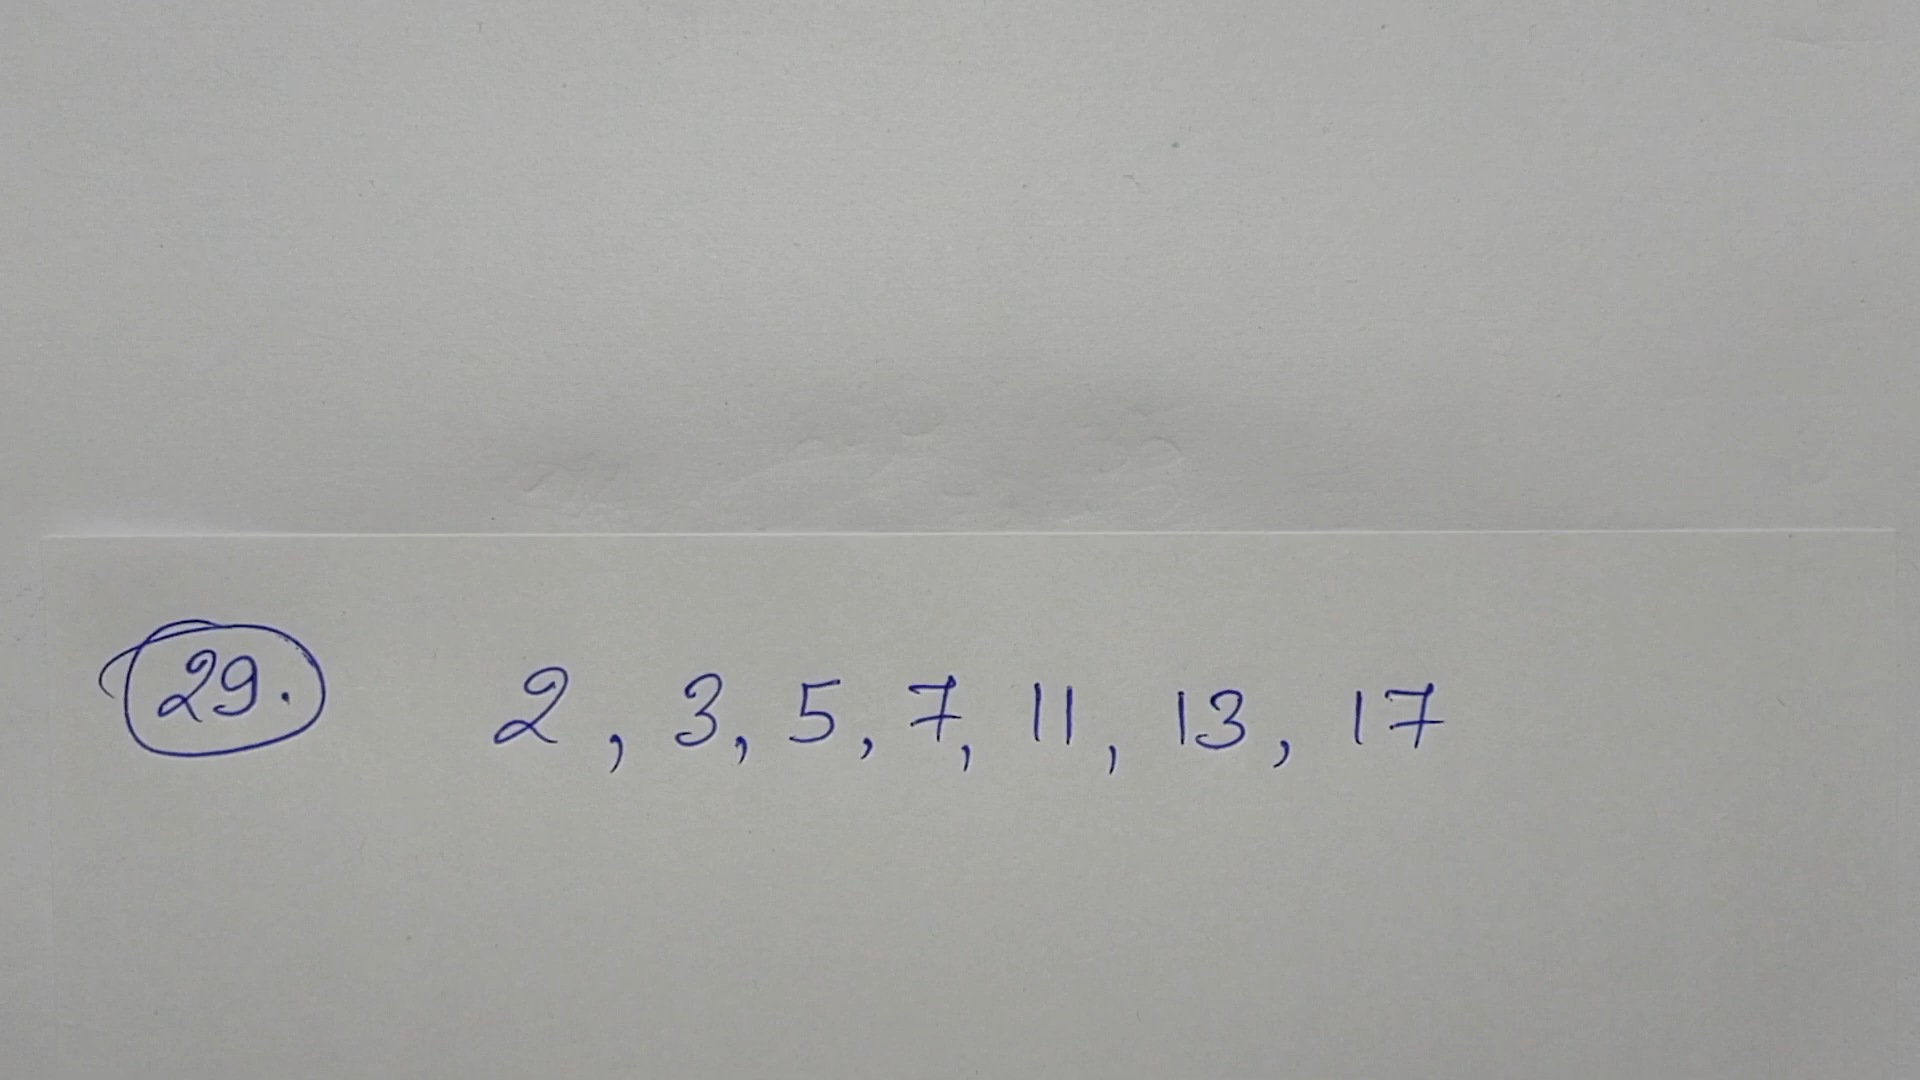 29. 2, 3, 5, 7, 11, 13, 17